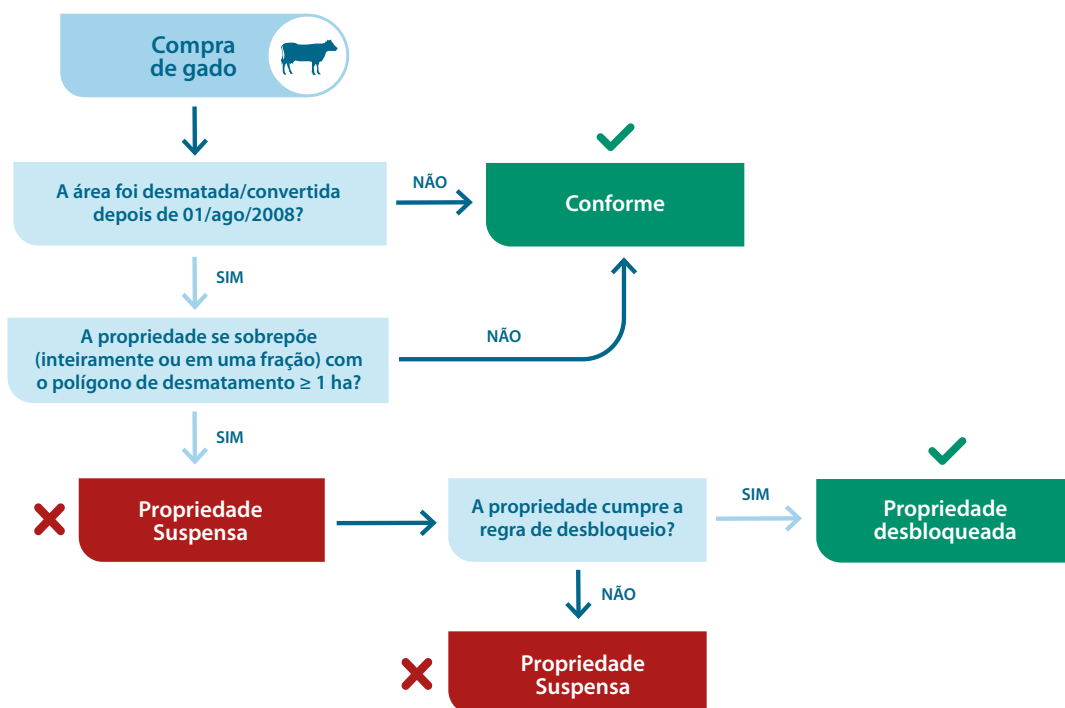 Compra
de gado
A área foi desmatada/convertida
depois de 01/ago/2008?
NÃO
Conforme
SIM
A propriedade se sobrepõe
(inteiramente ou em uma fração) com
o polígono de desmatamento ≥ 1 ha?
NÃO
SIM
Propriedade
Suspensa
A propriedade cumpre a
regra de desbloqueio?
SIM
Propriedade
desbloqueada
NÃO
Propriedade
Suspensa